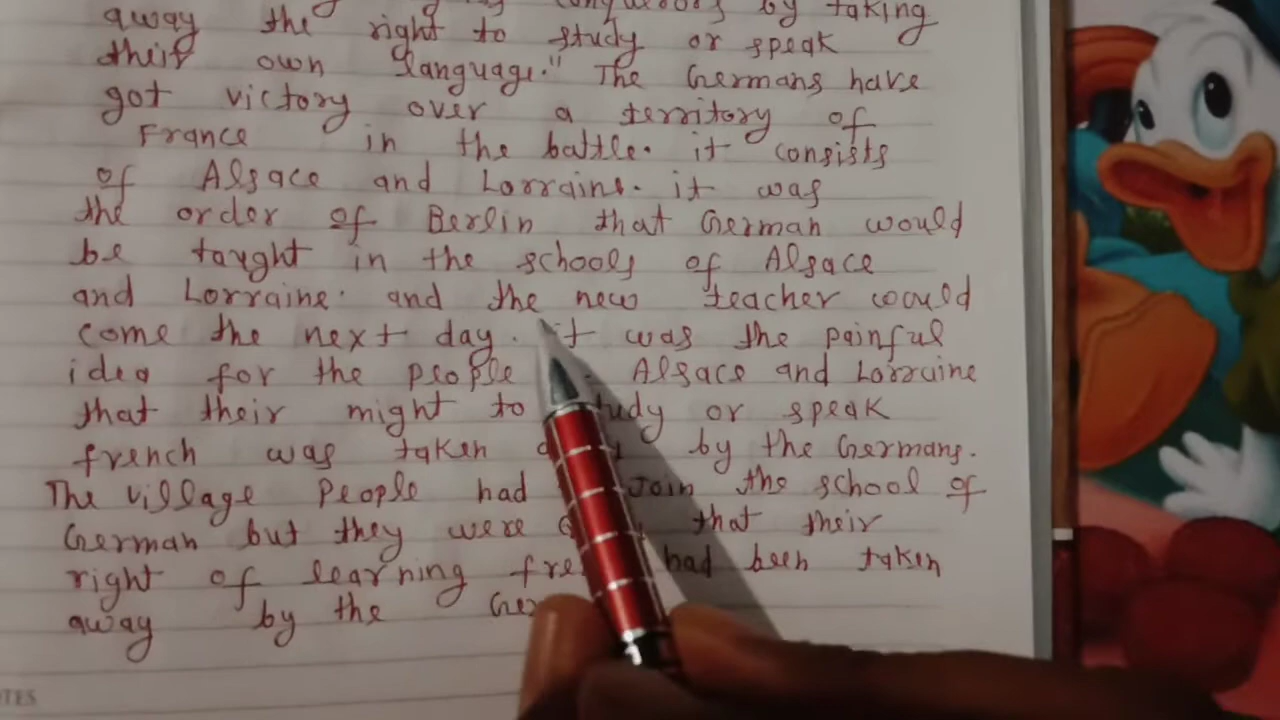 by taking
away the right to study or speak
their own language." The Germans have
got victory over a territory of
France in the battle. it consists
of Alsace and Lorraine. it was
the order of Berlin that German would
be taught in the schools of Alsace
and Lorraine. and the new teacher would
come the next day. it was the painful
idea for the people Alsace and Lorraine
that their might to study or speak
french was taken by the Germans.
The village people had join the school of
German but they were that their
right of learning had been taken
away by the